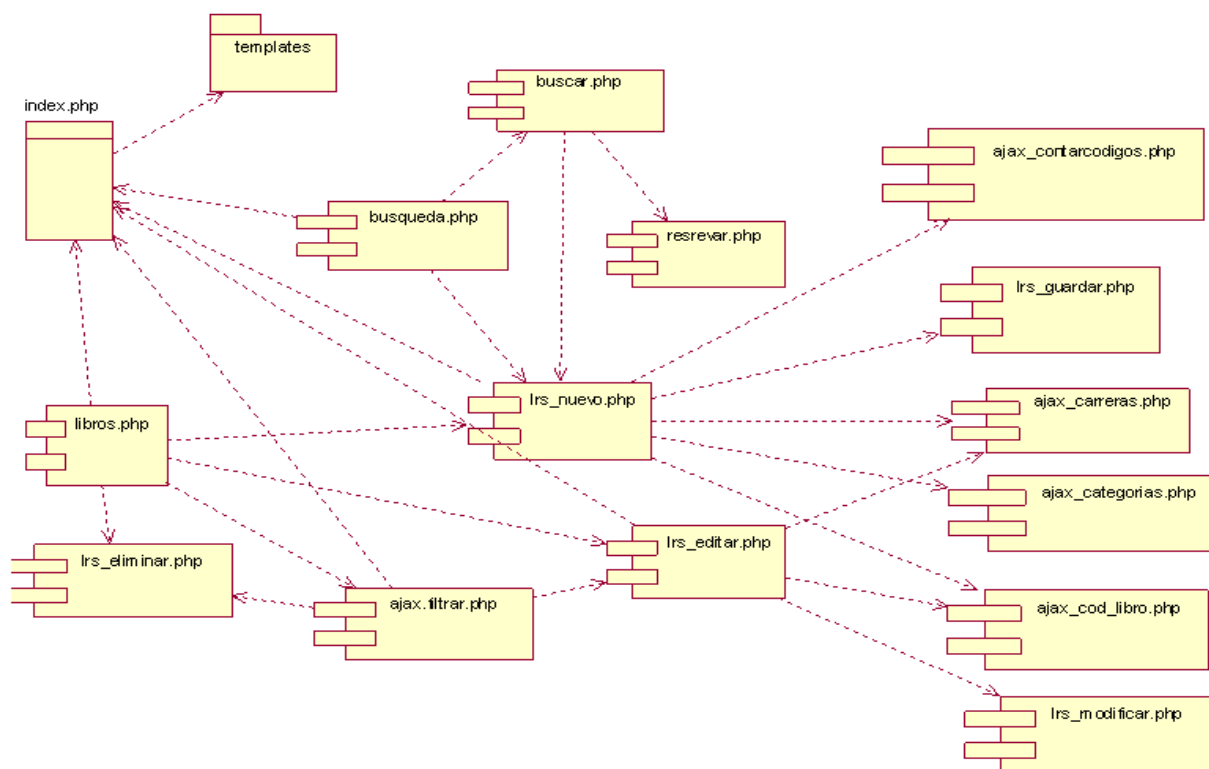 templates
buscar.php
index.php
ajax_contarcodigos.php
busqueda.php
resrevar.php
lrs_guardar.php
lrs_nuevo.php
ajax_carreras.php
libros.php
ajax_categorias.php
lrs_editar.php
lrs_eliminar.php
ajax.filtrar.php
ajax_cod_libro.php
lrs_modificar.php